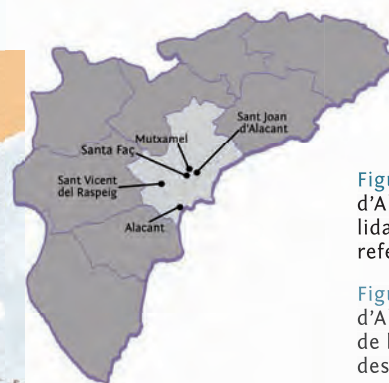 Sant Joan
d'Alacant
Mutxamel
Santa Faç
Sant Vicent
del Raspeig
Alacant
Figu
d'A
lida
refe
Figu
d'A
de l
des